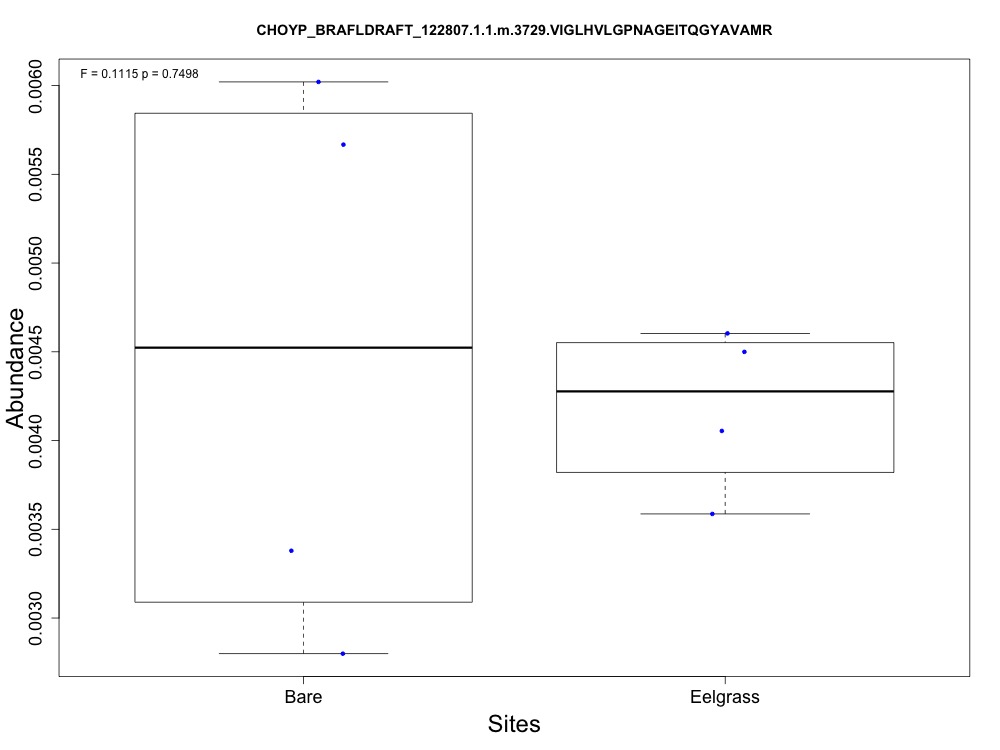 CHOYP_BRAFLDRAFT_122807.1.1.m.3729.VIGLHVLGPNAGEITQGYAVAMR
F = 0.1115 p = 0.7498
0.0060
0.0055
0.0050
0.0045
0.0040
0.0035
0.0030
Abundance
Bare
Eelgrass
Sites